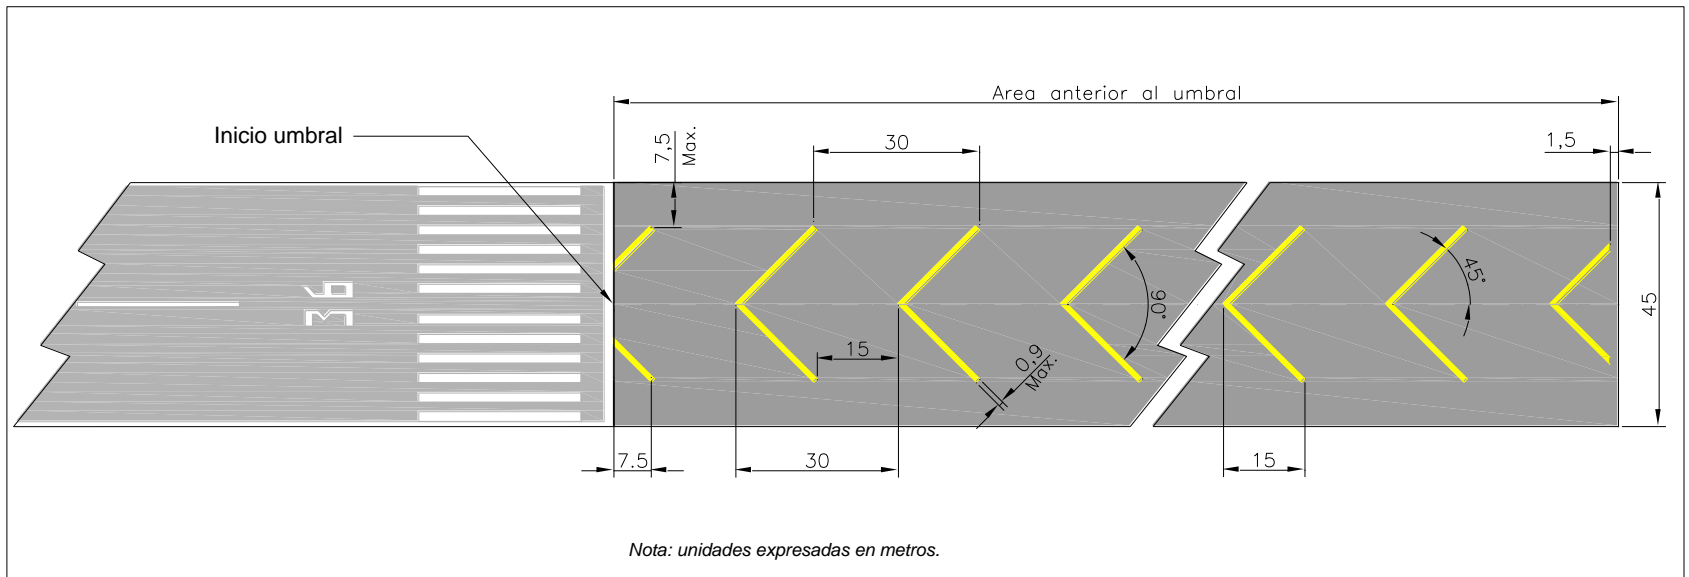 Area anterior al umbral
Inicio umbral
7,5
Max.
30
1,5
36
90°
45°
45
15
0,9
Max.
7.5
30
15
Nota: unidades expresadas en metros.